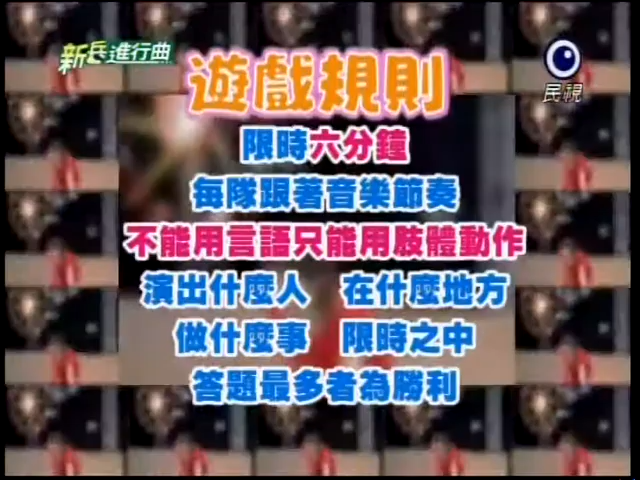 新兵進行曲
民視
遊戲規則
限時六分鐘
每隊跟著音樂節奏
不能用言語只能用肢體動作
演出什麼人 在什麼地方
做什麼事 限時之中
答題最多者為勝利